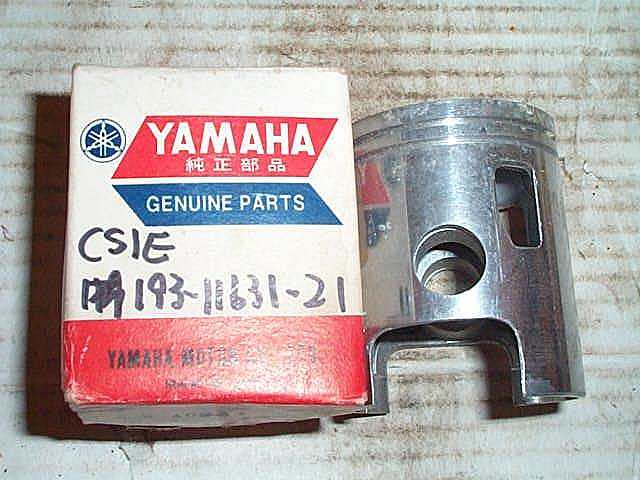 YAMAHA
純正部品
GENUINE PARTS
CS1E
193-11631-21
YAMAHA MOTOR